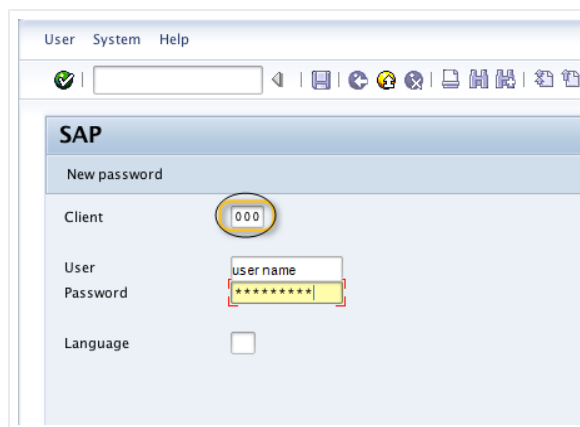 User System Help
SAP
New password
Client 000
User user name
Password *********
Language